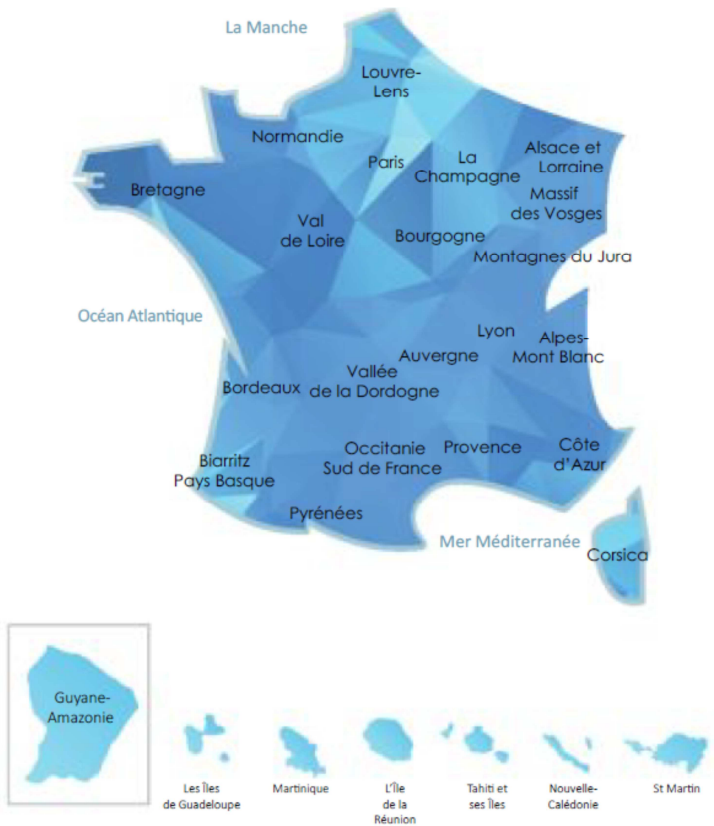 La Manche
Louvre-
Lens
Normandie
Paris
La
Champagne
Alsace et
Lorraine
Bretagne
Massif
des Vosges
Val
de Loire
Bourgogne
Montagnes du Jura
Océan Atlantique
Lyon
Alpes-
Mont Blanc
Auvergne
Vallée
de la Dordogne
Bordeaux
Biarritz
Pays Basque
Occitanie
Sud de France
Provence
Côte
d'Azur
Pyrénées
Mer Méditerranée
Corsica
Guyane-
Amazonie
Les Îles
de Guadeloupe
Martinique
L'Île
de la
Réunion
Tahiti et
ses Îles
Nouvelle-
Calédonie
St Martin